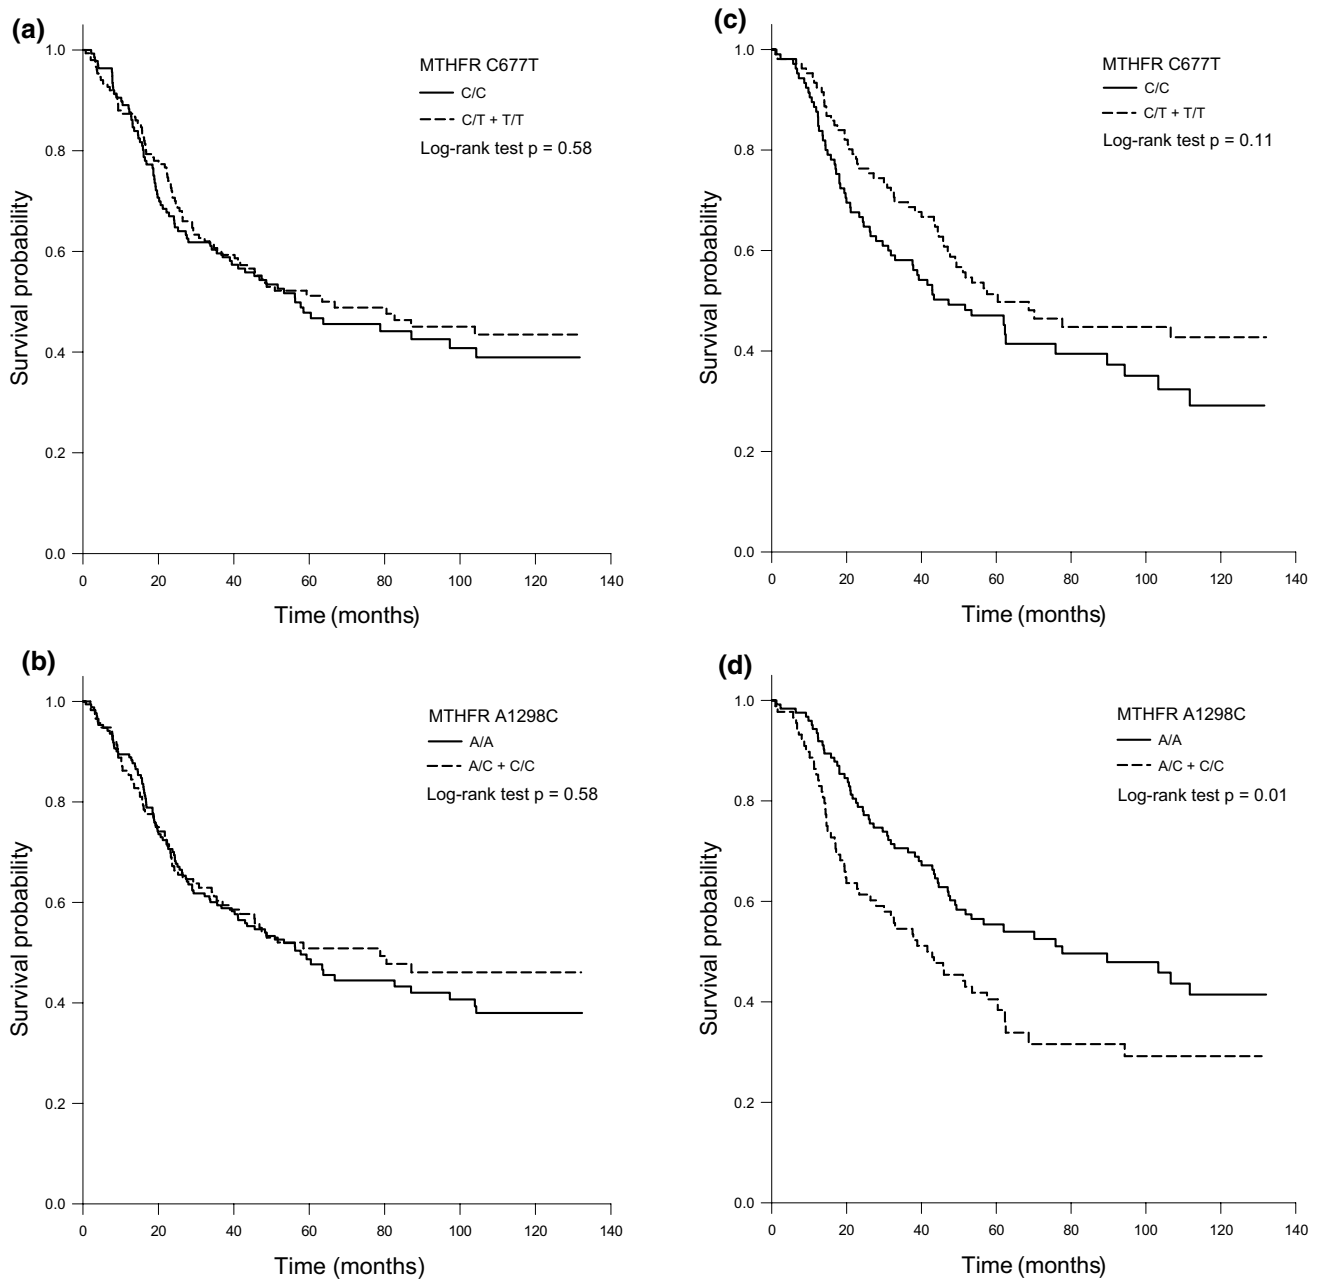 (a)
MTHFR C677T
C/C
C/T + T/T
Log-rank test p = 0.58
Survival probability
1.0
0.8
0.6
0.4
0.2
0.0
0 20 40 60 80 100 120 140
Time (months)
(c)
MTHFR C677T
C/C
C/T + T/T
Log-rank test p = 0.11
Survival probability
1.0
0.8
0.6
0.4
0.2
0.0
0 20 40 60 80 100 120 140
Time (months)
(b)
MTHFR A1298C
A/A
A/C + C/C
Log-rank test p = 0.58
Survival probability
1.0
0.8
0.6
0.4
0.2
0.0
0 20 40 60 80 100 120 140
Time (months)
(d)
MTHFR A1298C
A/A
A/C + C/C
Log-rank test p = 0.01
Survival probability
1.0
0.8
0.6
0.4
0.2
0.0
0 20 40 60 80 100 120 140
Time (months)